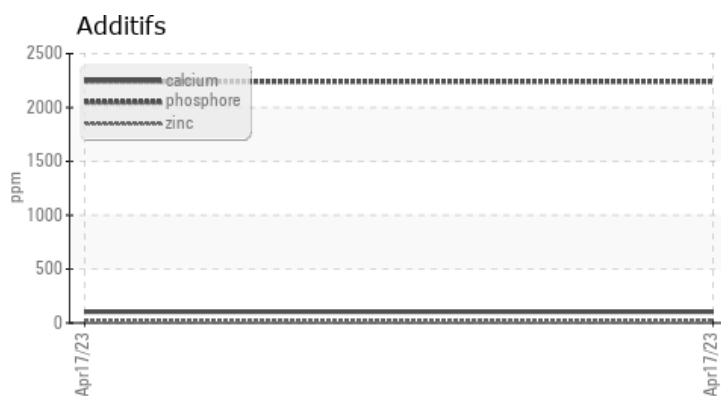 Additifs
2500
2000
1500
1000
500
0
ppm
calcium
phosphore
zinc
Apr17/23
Apr17/23